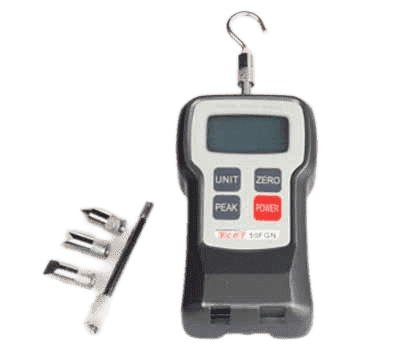 UNIT ZERO
PEAK POWER
50FGN